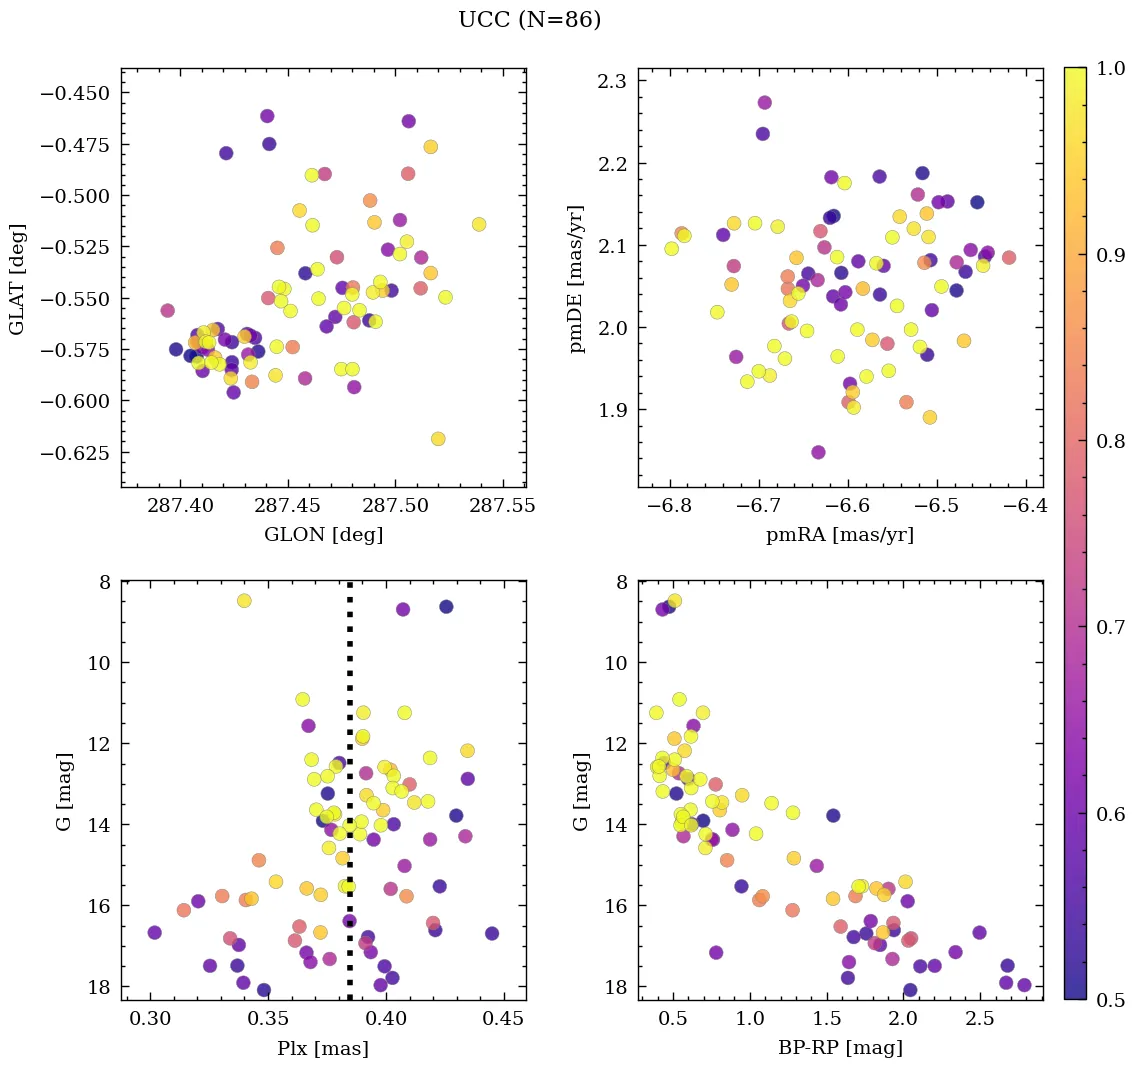 UCC (N=86)
−0.450
−0.475
−0.500
−0.525
−0.550
−0.575
−0.600
−0.625
GLAT [deg]
287.40 287.45 287.50 287.55
GLON [deg]
2.3
2.2
2.1
2.0
1.9
pmDE [mas/yr]
−6.8 −6.7 −6.6 −6.5 −6.4
pmRA [mas/yr]
8
10
12
14
16
18
G [mag]
0.30 0.35 0.40 0.45
Plx [mas]
8
10
12
14
16
18
G [mag]
0.5 1.0 1.5 2.0 2.5
BP-RP [mag]
1.0
0.9
0.8
0.7
0.6
0.5